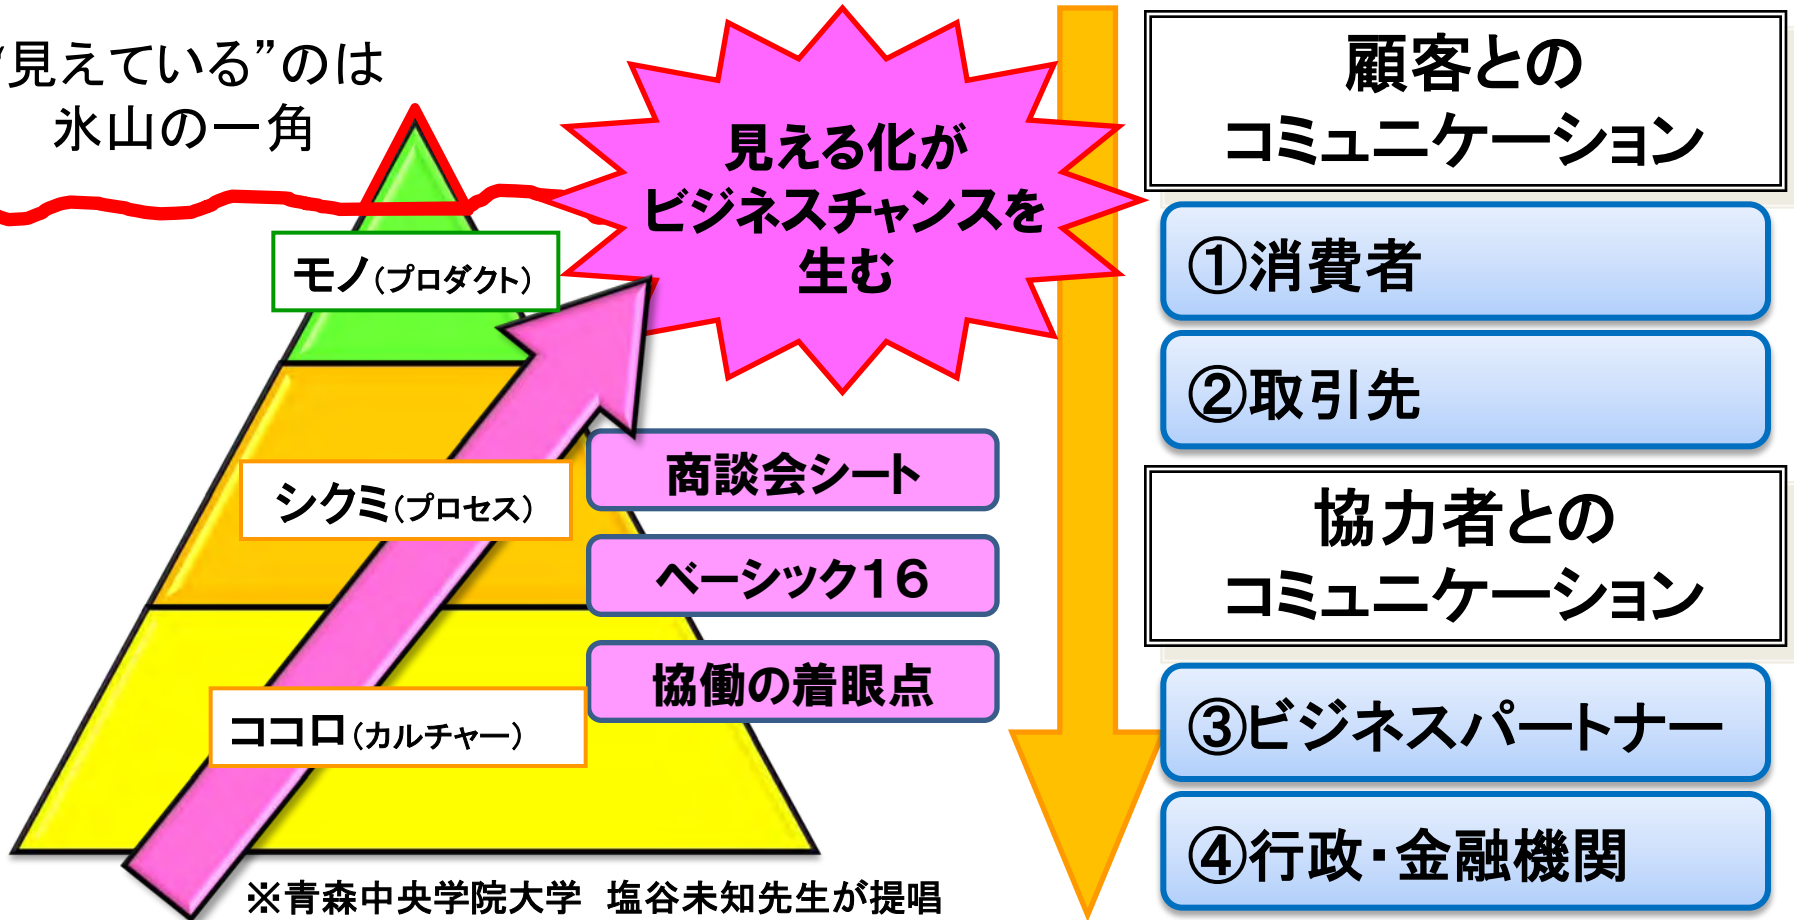 “見えている”のは
氷山の一角
見える化が
ビジネスチャンスを
生む
モノ(プロダクト)
シクミ(プロセス)
ココロ(カルチャー)
商談会シート
ベーシック16
協働の着眼点
※青森中央学院大学 塩谷未知先生が提唱
顧客との
コミュニケーション
①消費者
②取引先
協力者との
コミュニケーション
③ビジネスパートナー
④行政・金融機関